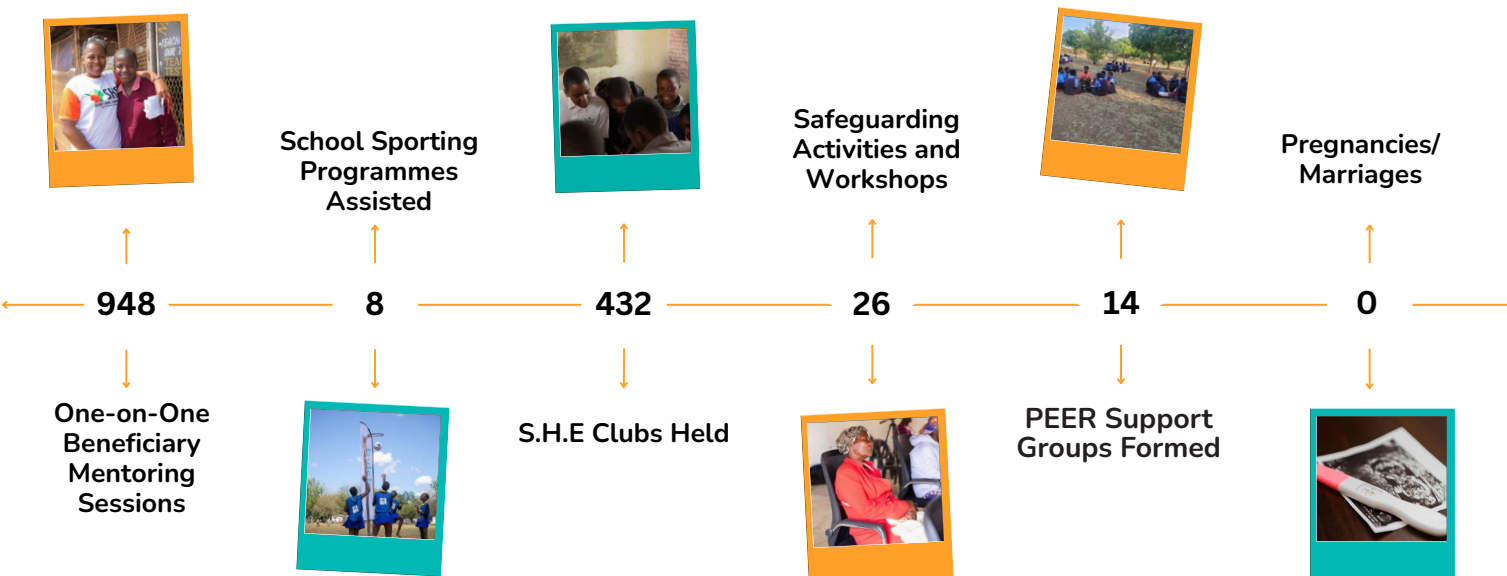 School Sporting
Programmes
Assisted
Safeguarding
Activities and
Workshops
Pregnancies/
Marriages
948
8
432
26
14
0
One-on-One
Beneficiary
Mentoring
Sessions
S.H.E Clubs Held
PEER Support
Groups Formed